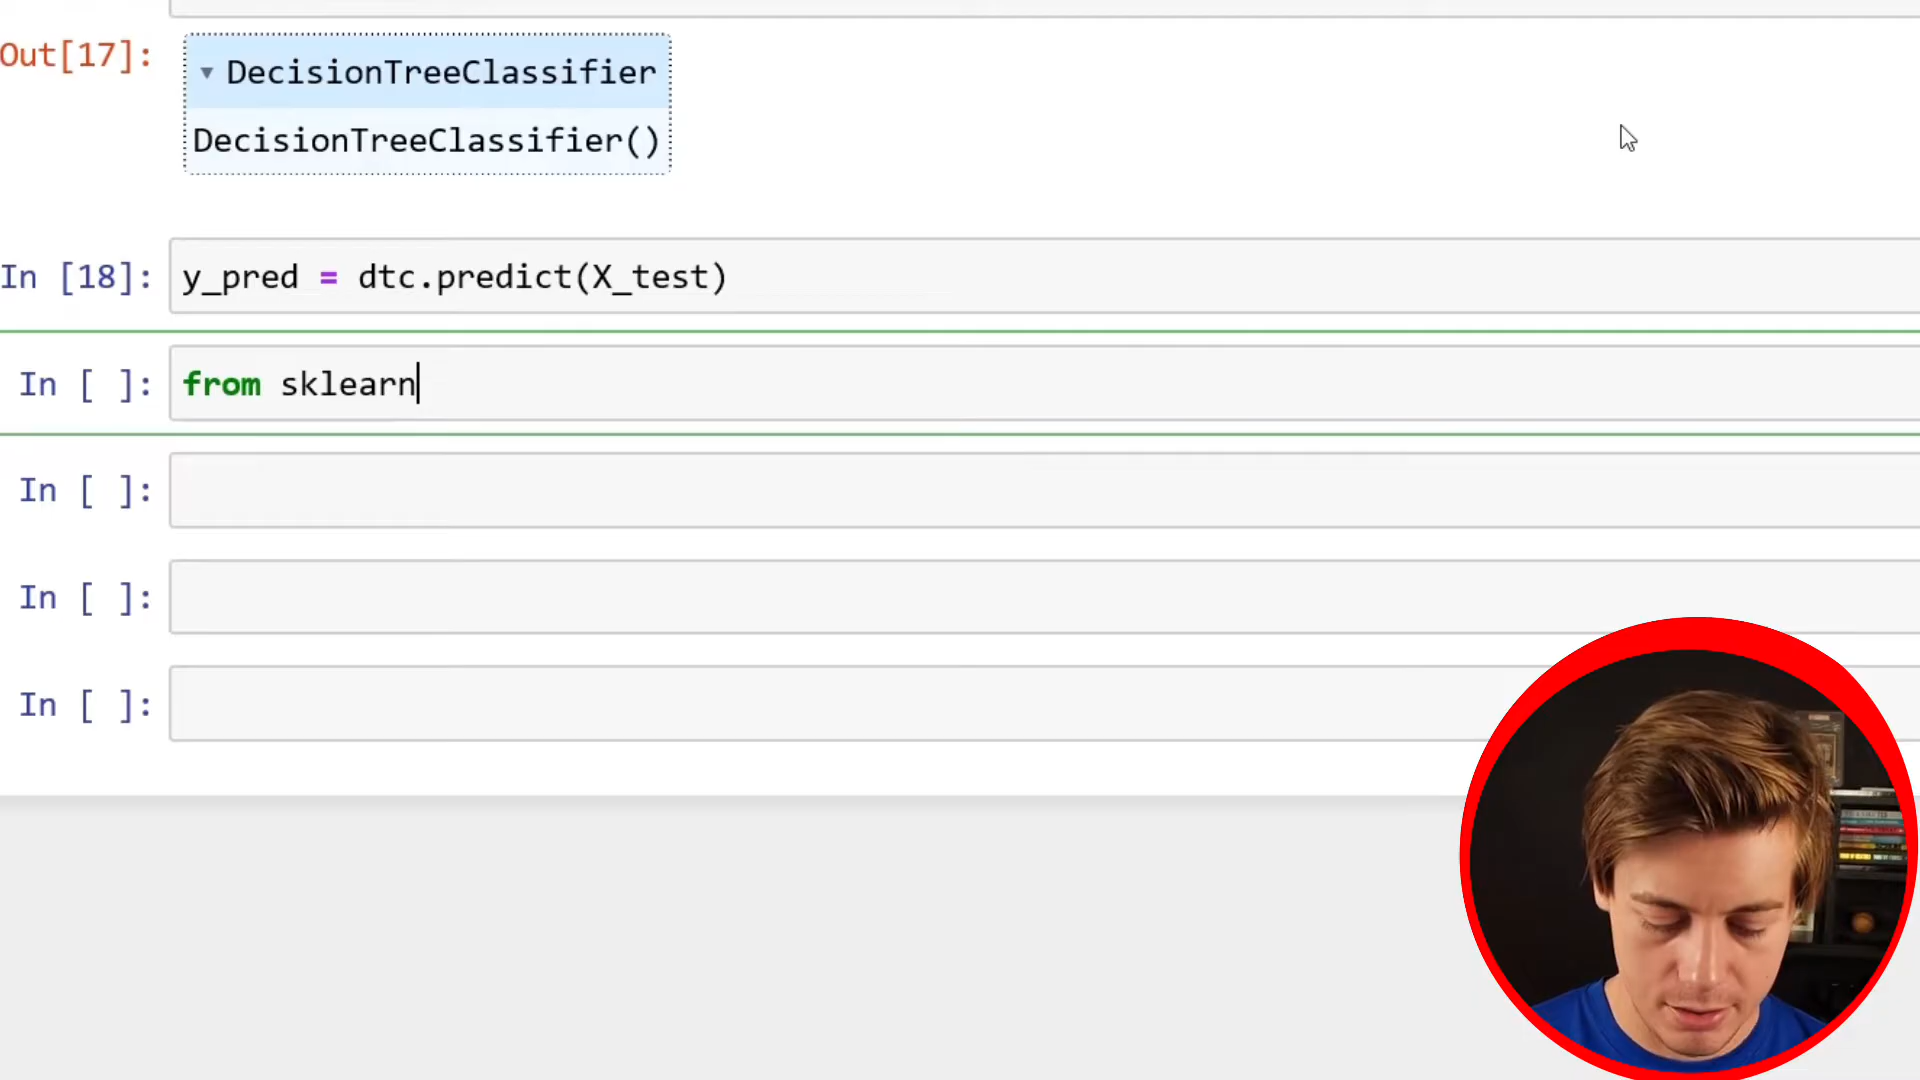 Out[17]:
DecisionTreeClassifier
DecisionTreeClassifier()
In [18]: y_pred = dtc.predict(X_test)
In [ ]: from sklearn
In [ ]:
In [ ]:
In [ ]: